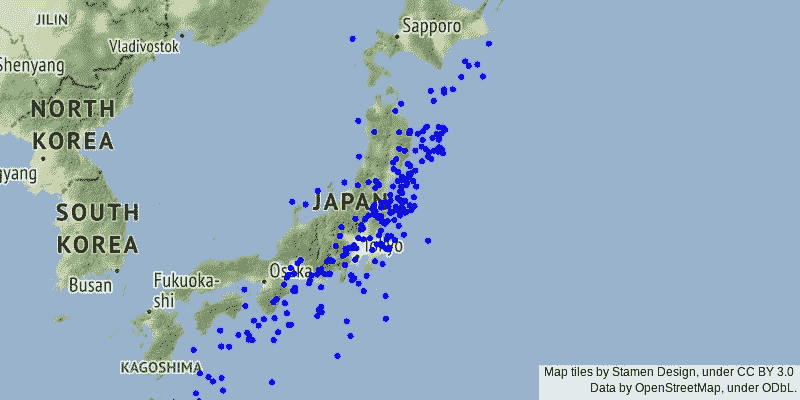 JILIN
Sapporo
Vladivostok
Shenyang
NORTH
KOREA
gyang
JAPAN
SOUTH
KOREA
Tokyo
Osaka
Busan
Fukuoka-
shi
KAGOSHIMA
Map tiles by Stamen Design, under CC BY 3.0
Data by OpenStreetMap, under ODbL.